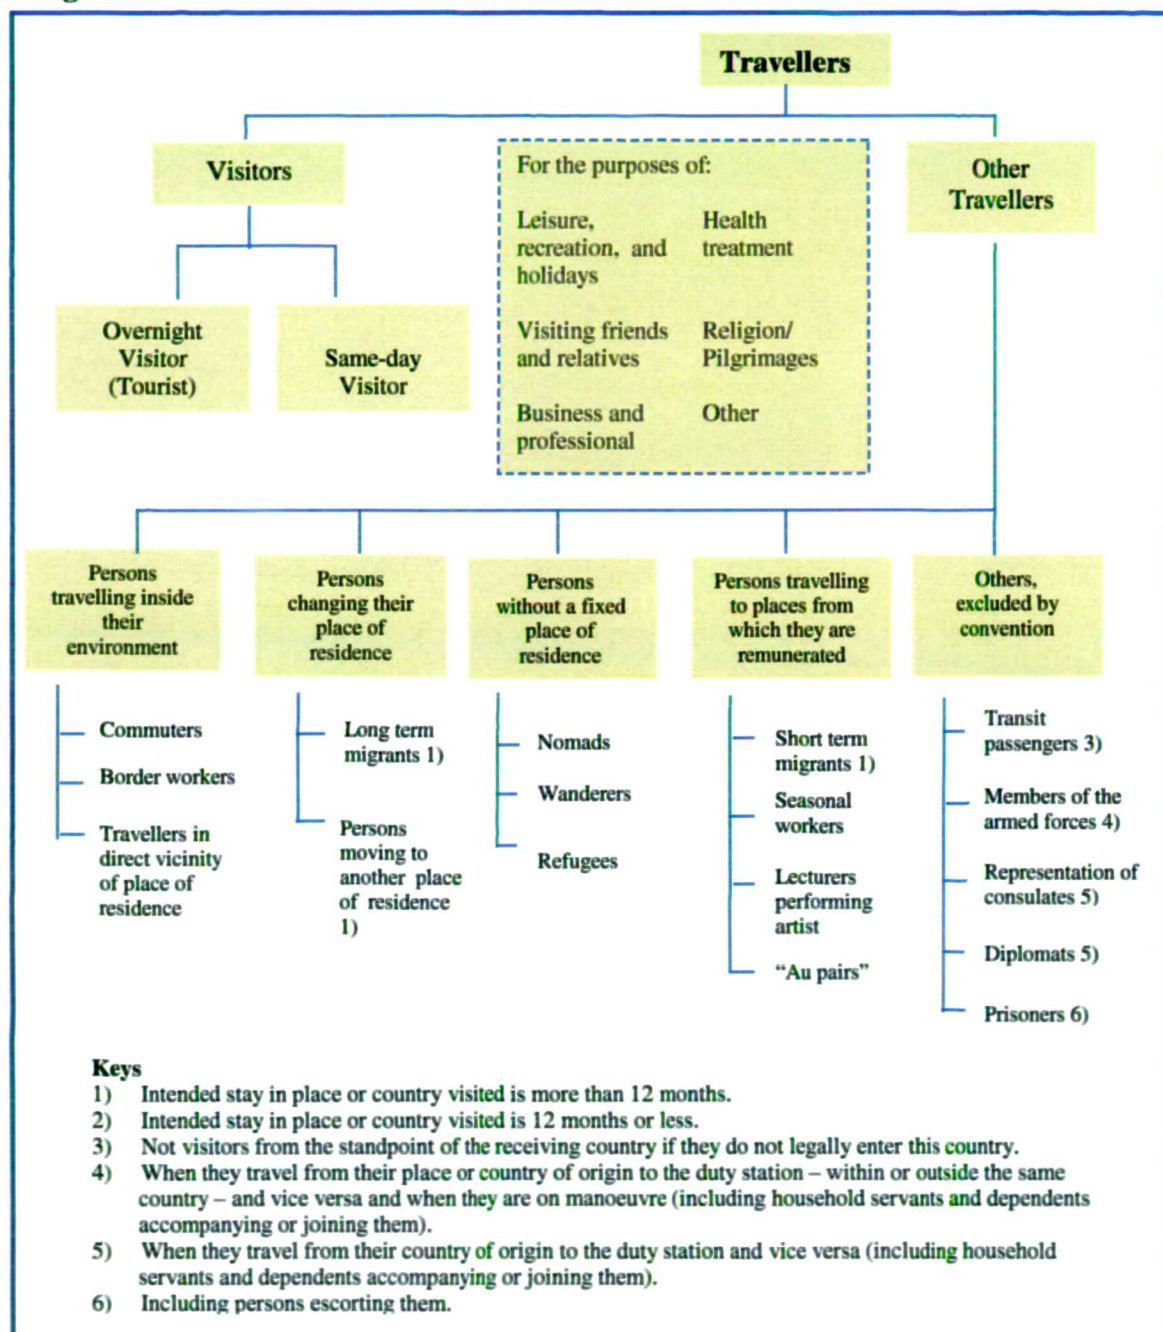 Travellers
Visitors
Overnight
Visitor
(Tourist)
Same-day
Visitor
For the purposes of:
Leisure,
recreation, and
holidays
Health
treatment
Visiting friends
and relatives
Religion/
Pilgrimages
Business and
professional
Other
Other
Travellers
Persons
travelling inside
their
environment
Commuters
Border workers
Travellers in
direct vicinity
of place of
residence
Persons
changing their
place of
residence
Long term
migrants 1)
Persons
moving to
another place
of residence
1)
Persons
without a fixed
place of
residence
Nomads
Wanderers
Refugees
Persons travelling
to places from
which they are
remunerated
Short term
migrants 1)
Seasonal
workers
Lecturers
performing
artist
“Au pairs”
Others,
excluded by
convention
Transit
passengers 3)
Members of the
armed forces 4)
Representation of
consulates 5)
Diplomats 5)
Prisoners 6)
Keys
1) Intended stay in place or country visited is more than 12 months.
2) Intended stay in place or country visited is 12 months or less.
3) Not visitors from the standpoint of the receiving country if they do not legally enter this country.
4) When they travel from their place or country of origin to the duty station – within or outside the same
country – and vice versa and when they are on manoeuvre (including household servants and dependents
accompanying or joining them).
5) When they travel from their country of origin to the duty station and vice versa (including household
servants and dependents accompanying or joining them).
6) Including persons escorting them.